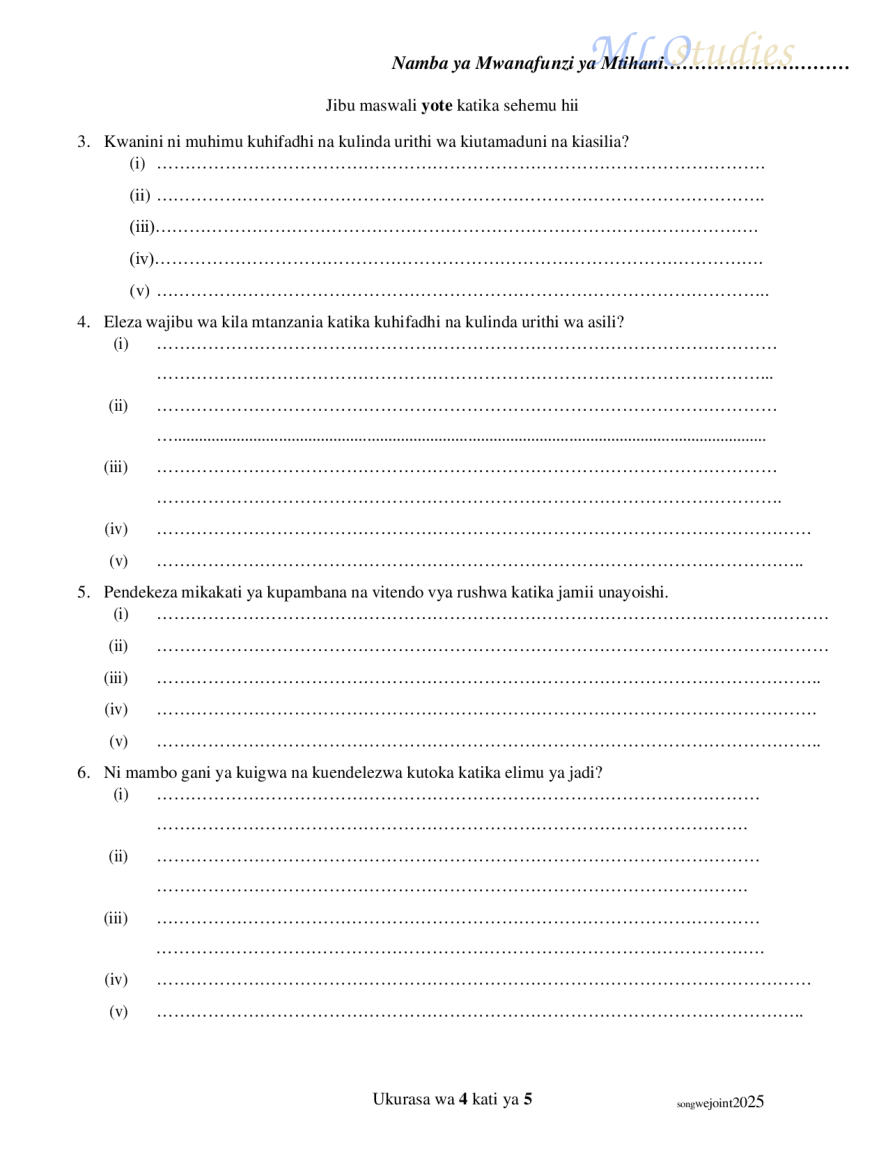 ML Studies
Namba ya Mwanafunzi ya Mtihani……………………………
Jibu maswali yote katika sehemu hii
3. Kwanini ni muhimu kuhifadhi na kulinda urithi wa kiutamaduni na kiasilia?
(i) ……………………………………………………………………………………………
(ii) …………………………………………………………………………………………….
(iii)……………………………………………………………………………………………
(iv)……………………………………………………………………………………………
(v) ……………………………………………………………………………………………..
4. Eleza wajibu wa kila mtanzania katika kuhifadhi na kulinda urithi wa asili?
(i) ………………………………………………………………………………………………
……………………………………………………………………………………………...
(ii) ………………………………………………………………………………………………
…..............................................................................................................................................
(iii) ………………………………………………………………………………………………
……………………………………………………………………………………………….
(iv) ……………………………………………………………………………………………………
(v) …………………………………………………………………………………………………..
5. Pendekeza mikakati ya kupambana na vitendo vya rushwa katika jamii unayoishi.
(i) ………………………………………………………………………………………………………
(ii) ………………………………………………………………………………………………………
(iii) ……………………………………………………………………………………………………..
(iv) ……………………………………………………………………………………………………
(v) ……………………………………………………………………………………………………..
6. Ni mambo gani ya kuigwa na kuendelezwa kutoka katika elimu ya jadi?
(i) ……………………………………………………………………………………………
…………………………………………………………………………………………
(ii) ……………………………………………………………………………………………
…………………………………………………………………………………………
(iii) ……………………………………………………………………………………………
……………………………………………………………………………………………
(iv) ……………………………………………………………………………………………………
(v) …………………………………………………………………………………………………..
Ukurasa wa 4 kati ya 5
songwejoint2025